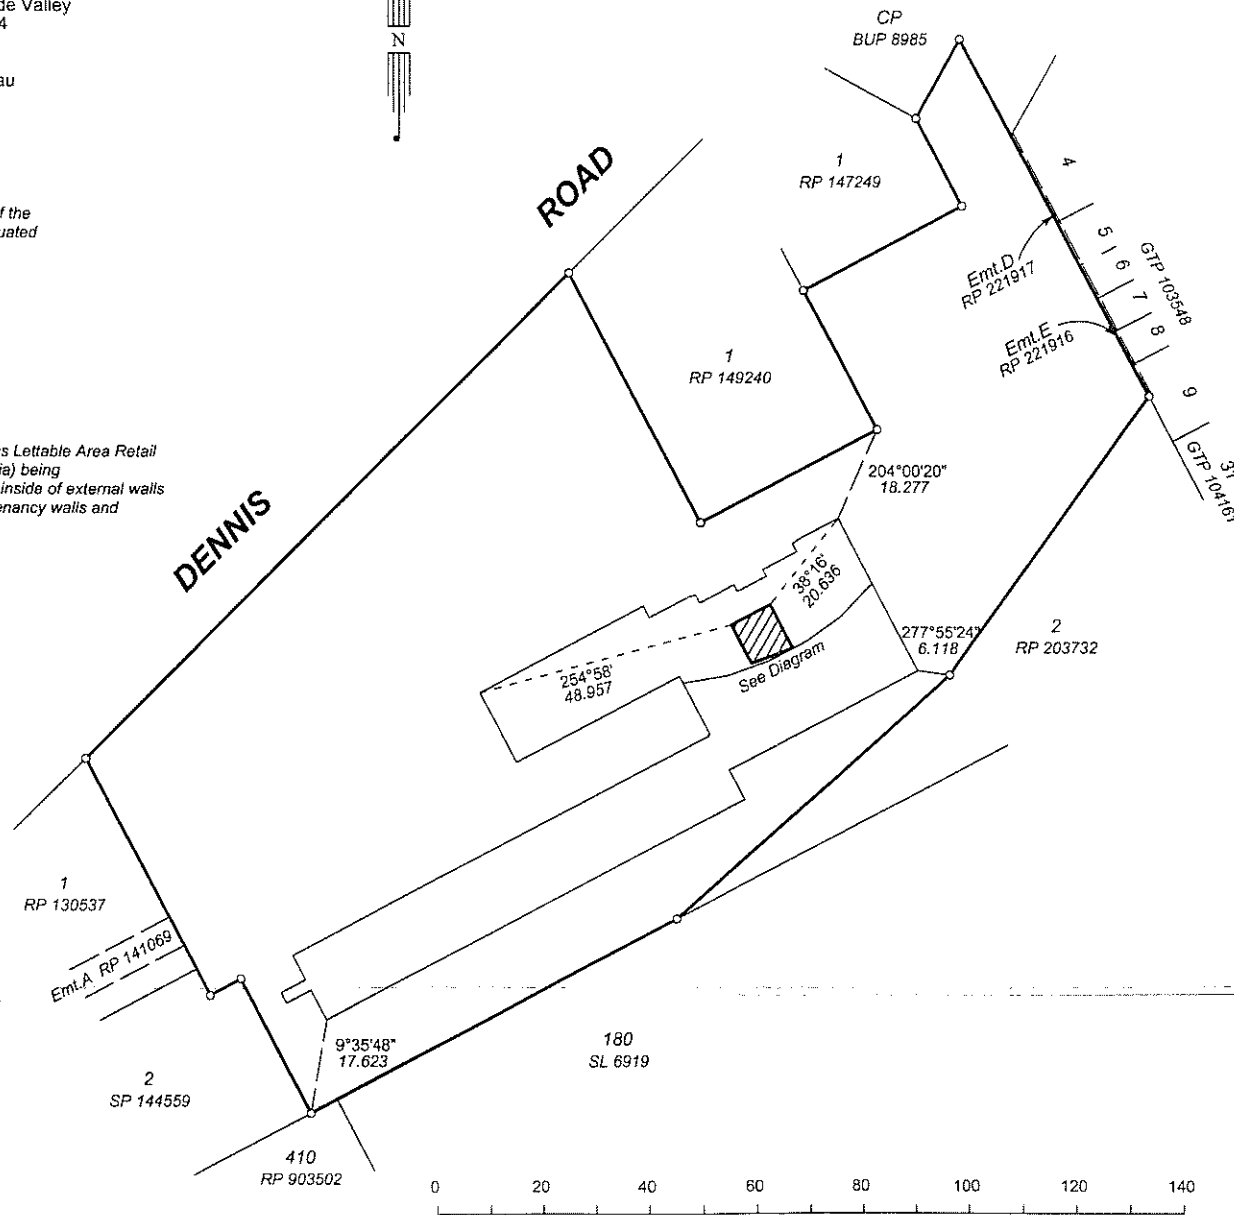 de Valley
4
au
N
f the
uated
s Lettable Area Retail
ia) being
inside of external walls
enancy walls and
CP
BUP 8985
1
RP 147249
ROAD
4
5
6
7
8
9
GTP 103548
Emt.D
RP 221917
Emt.E
RP 221916
1
RP 149240
GTP 104161
204°00'20"
18.277
DENNIS
38°16'
20.636
277°55'24"
6.118
2
RP 203732
254°58'
48.957
See Diagram
1
RP 130537
Emt.A RP 141069
9°35'48"
17.623
180
SL 6919
2
SP 144559
410
RP 903502
0 20 40 60 80 100 120 140